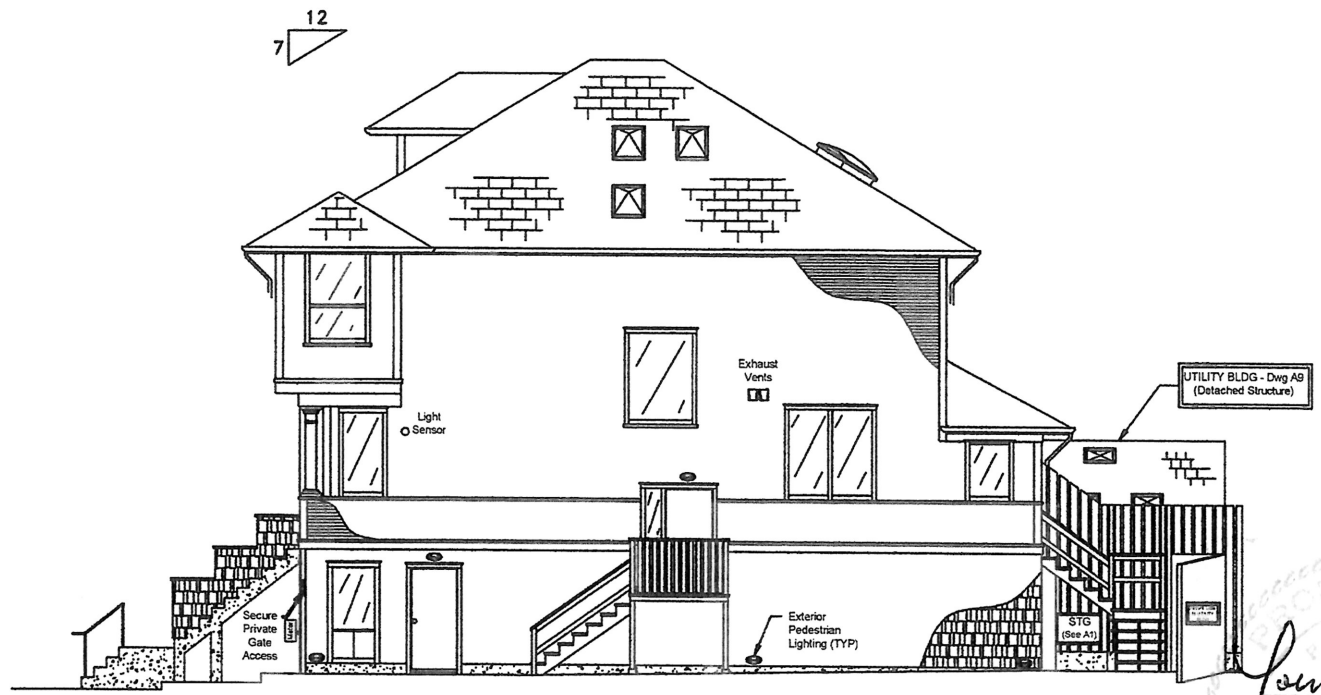 12
7
UTILITY BLDG - Dwg A9
(Detached Structure)
Exhaust
Vents
Light
Sensor
Secure
Private
Gate
Access
Exterior
Pedestrian
Lighting (TYP)
STG
(See A1)